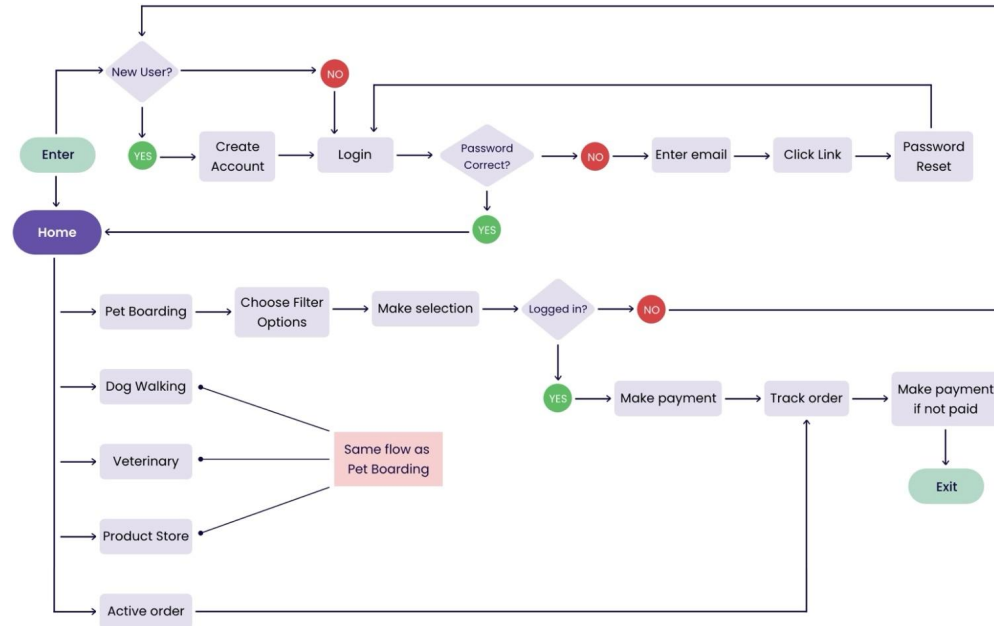 New User?
NO
Enter
YES
Create
Account
Login
Password
Correct?
NO
Enter email
Click Link
Password
Reset
Home
YES
Pet Boarding
Choose Filter
Options
Make selection
Logged in?
NO
Dog Walking
YES
Make payment
Track order
Make payment
if not paid
Veterinary
Same flow as
Pet Boarding
Exit
Product Store
Active order